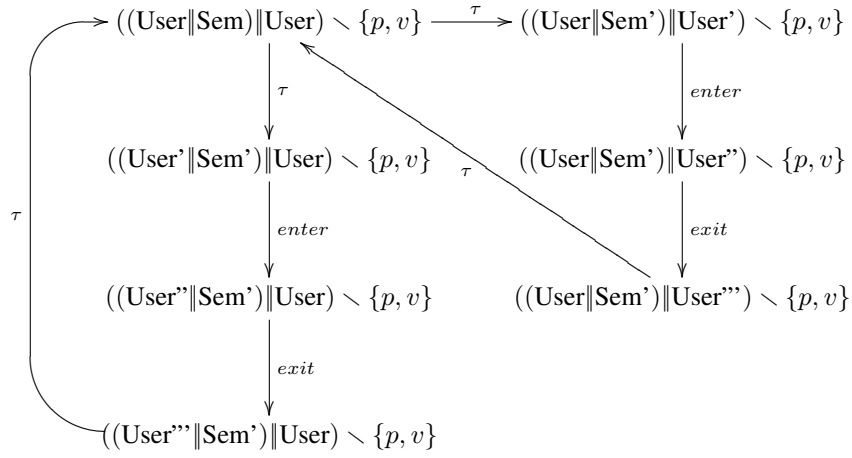 ((User‖Sem)‖User) ∖ {p, v} τ ((User‖Sem')‖User') ∖ {p, v}
τ enter
((User'‖Sem')‖User) ∖ {p, v} ((User‖Sem')‖User'') ∖ {p, v}
τ τ
enter exit
((User''‖Sem')‖User) ∖ {p, v} ((User‖Sem')‖User''') ∖ {p, v}
exit
((User'''‖Sem')‖User) ∖ {p, v}